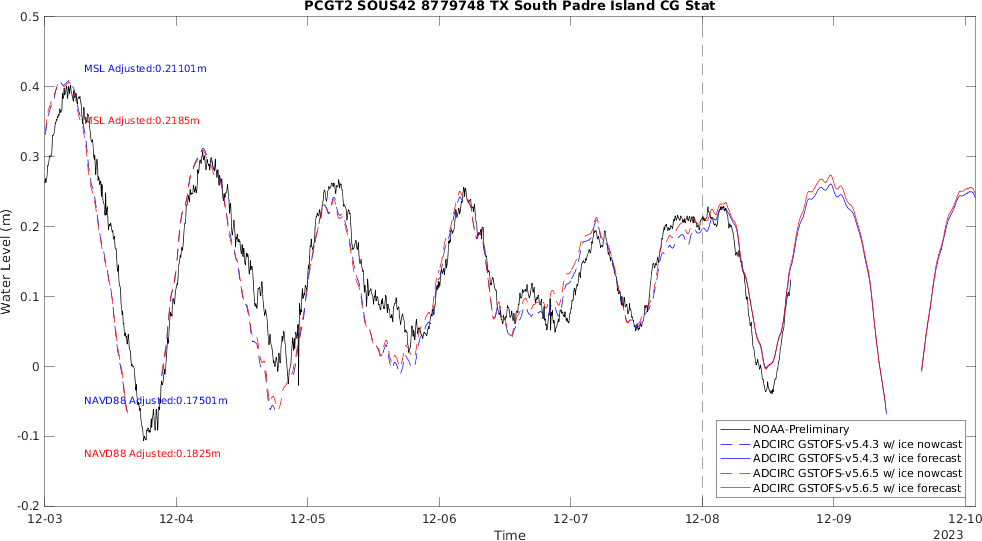 PCGT2 SOUS42 8779748 TX South Padre Island CG Stat
0.5
0.4
0.3
0.2
0.1
0
-0.1
-0.2
Water Level (m)
MSL Adjusted:0.21101m
MSL Adjusted:0.2185m
NAVD88 Adjusted:0.17501m
NAVD88 Adjusted:0.1825m
NOAA-Preliminary
ADCIRC GSTOFS-v5.4.3 w/ ice nowcast
ADCIRC GSTOFS-v5.4.3 w/ ice forecast
ADCIRC GSTOFS-v5.6.5 w/ ice nowcast
ADCIRC GSTOFS-v5.6.5 w/ ice forecast
12-03 12-04 12-05 12-06 12-07 12-08 12-09 12-10
Time
2023